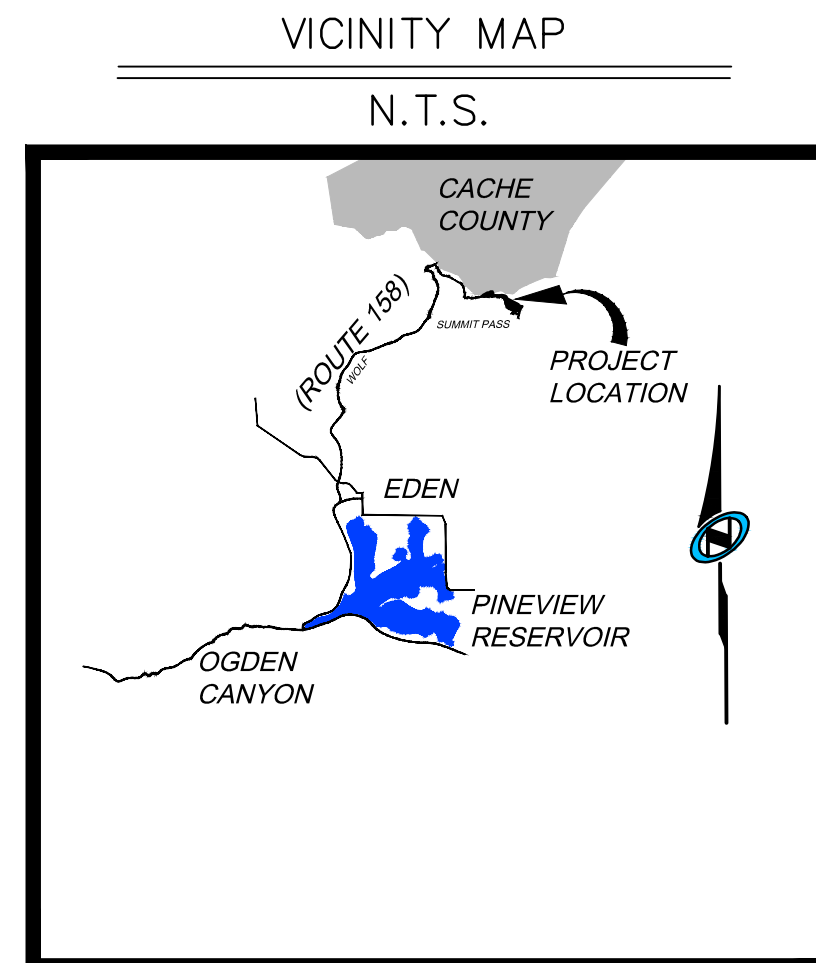 VICINITY MAP
N.T.S.
CACHE
COUNTY
(ROUTE 158)
SUMMIT PASS
WOLF
PROJECT
LOCATION
EDEN
N
PINEVIEW
RESERVOIR
OGDEN
CANYON